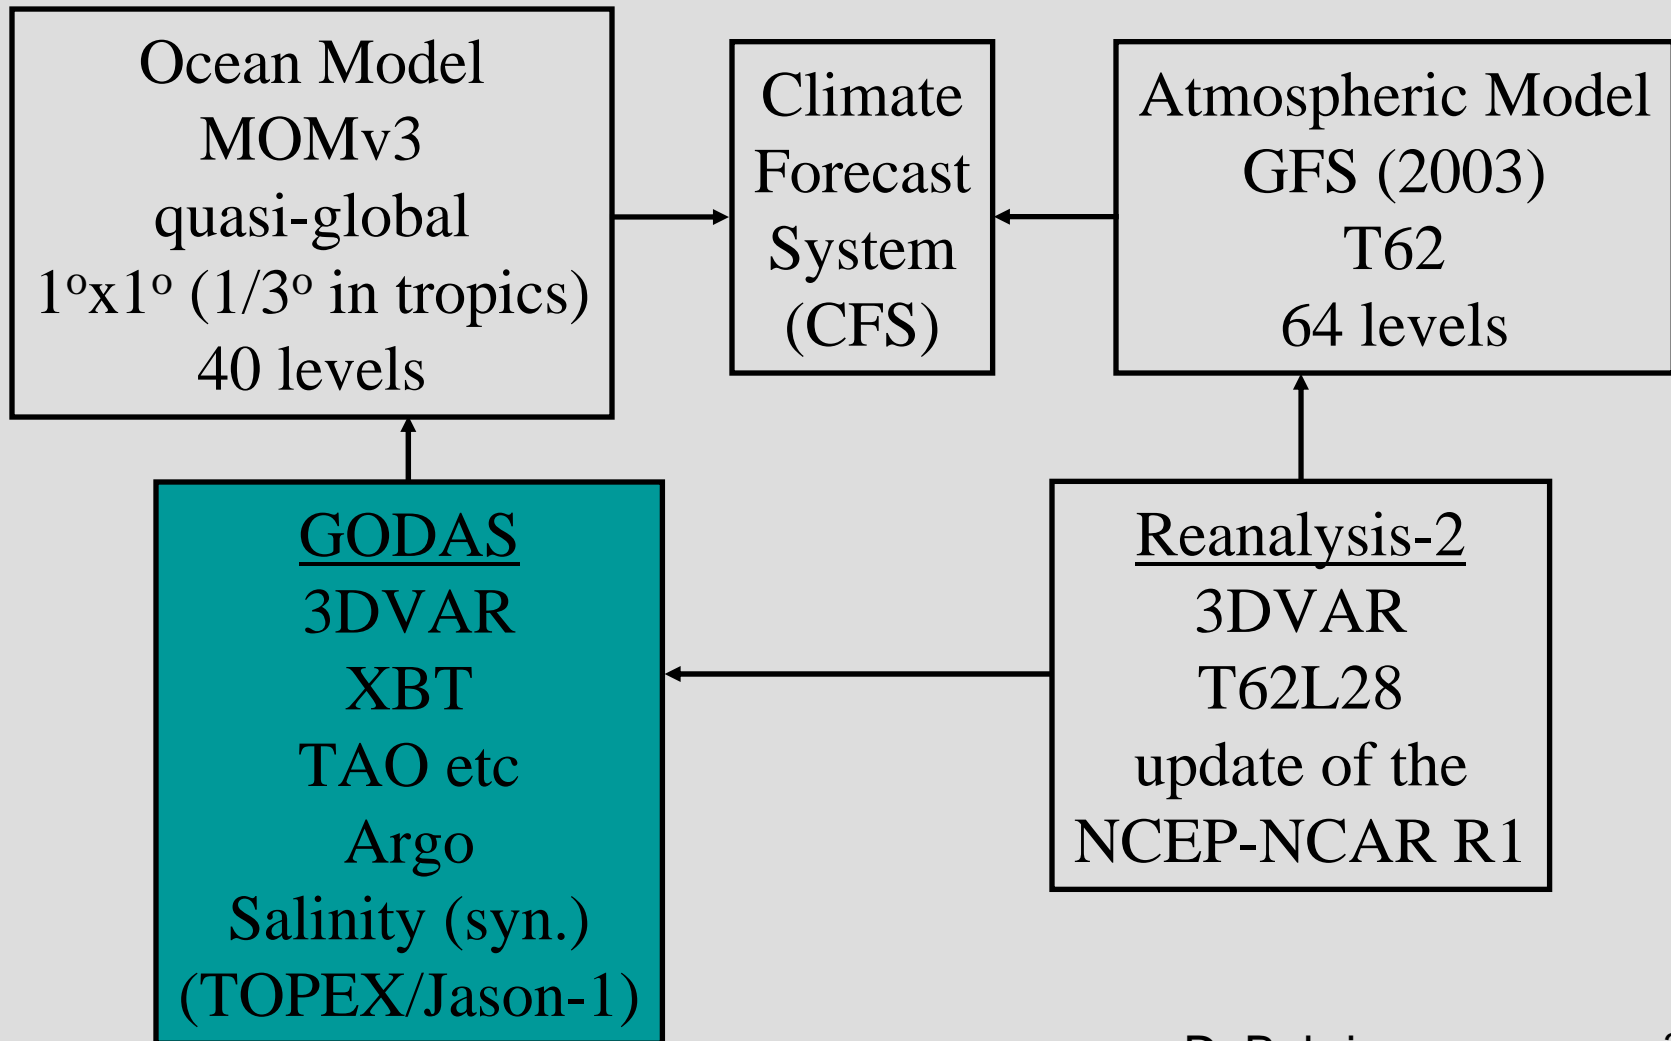 Ocean Model
MOMv3
quasi-global
1ºx1º (1/3º in tropics)
40 levels
Climate
Forecast
System
(CFS)
Atmospheric Model
GFS (2003)
T62
64 levels
GODAS
3DVAR
XBT
TAO etc
Argo
Salinity (syn.)
(TOPEX/Jason-1)
Reanalysis-2
3DVAR
T62L28
update of the
NCEP-NCAR R1